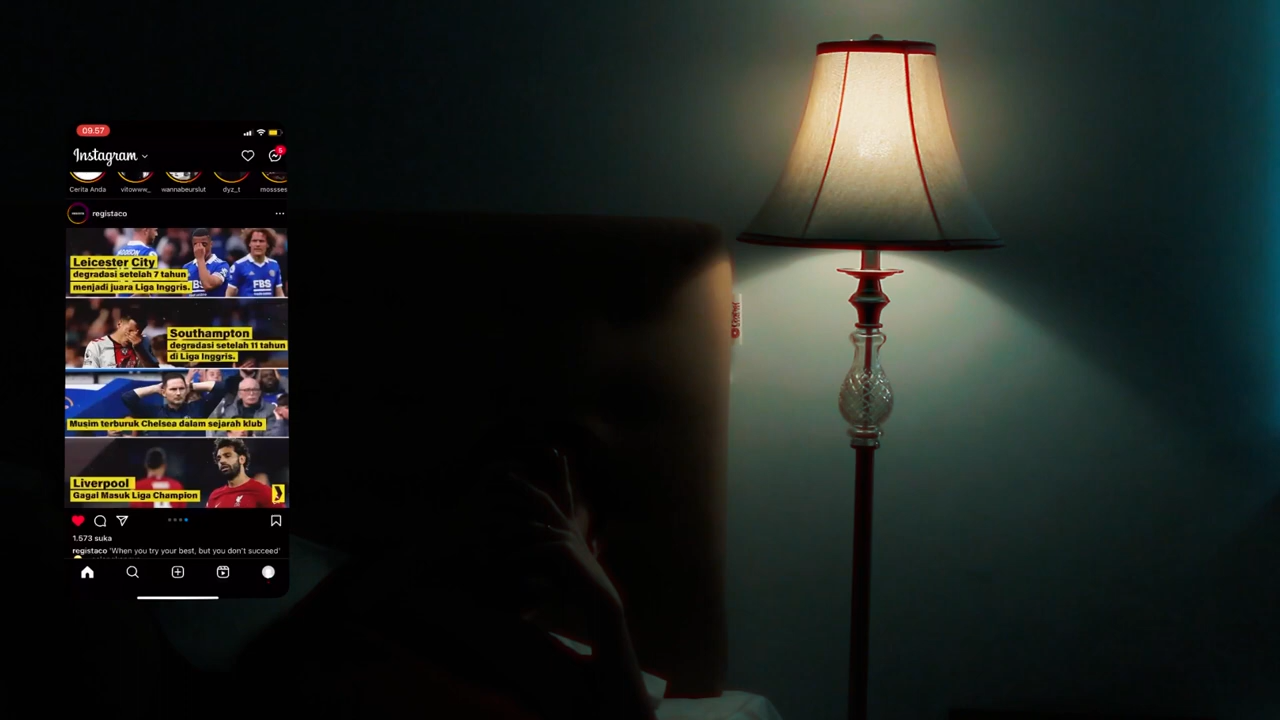 09.57
Instagram
5
Cerita Anda
vitowww_
wannabeurslut
dyz_t
mossses
registaco
Leicester City
degradasi setelah 7 tahun
menjadi juara Liga Inggris.
FBS
Southampton
degradasi setelah 11 tahun
di Liga Inggris.
Musim terburuk Chelsea dalam sejarah klub
Liverpool
Gagal Masuk Liga Champion
1.573 suka
registaco 'When you try your best, but you don't succeed'